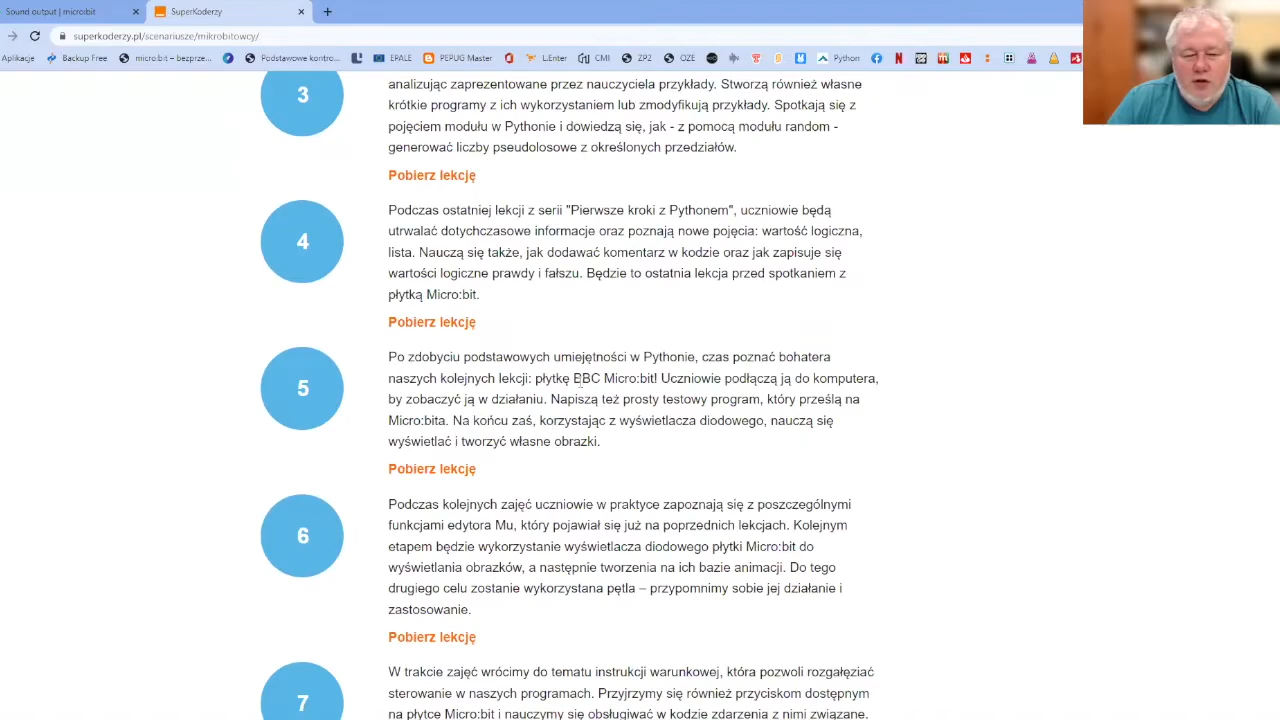 Sound output | micro:bit
SuperKoderzy
superkoderzy.pl/scenariusze/mikrobitowcy/
Aplikacje
Backup Free
micro:bit – bezprze...
Podstawowe kontro...
EPALE
PEPUG Master
L.Enter
CMI
ZP2
OZE
Python
3
analizując zaprezentowane przez nauczyciela przykłady. Stworzą również własne
krótkie programy z ich wykorzystaniem lub zmodyfikują przykłady. Spotkają się z
pojęciem modułu w Pythonie i dowiedzą się, jak - z pomocą modułu random -
generować liczby pseudolosowe z określonych przedziałów.
Pobierz lekcję
4
Podczas ostatniej lekcji z serii "Pierwsze kroki z Pythonem", uczniowie będą
utrwalać dotychczasowe informacje oraz poznają nowe pojęcia: wartość logiczna,
lista. Nauczą się także, jak dodawać komentarz w kodzie oraz jak zapisuje się
wartości logiczne prawdy i fałszu. Będzie to ostatnia lekcja przed spotkaniem z
płytką Micro:bit.
Pobierz lekcję
5
Po zdobyciu podstawowych umiejętności w Pythonie, czas poznać bohatera
naszych kolejnych lekcji: płytkę BBC Micro:bit! Uczniowie podłączą ją do komputera,
by zobaczyć ją w działaniu. Napiszą też prosty testowy program, który prześlą na
Micro:bita. Na końcu zaś, korzystając z wyświetlacza diodowego, nauczą się
wyświetlać i tworzyć własne obrazki.
Pobierz lekcję
6
Podczas kolejnych zajęć uczniowie w praktyce zapoznają się z poszczególnymi
funkcjami edytora Mu, który pojawiał się już na poprzednich lekcjach. Kolejnym
etapem będzie wykorzystanie wyświetlacza diodowego płytki Micro:bit do
wyświetlania obrazków, a następnie tworzenia na ich bazie animacji. Do tego
drugiego celu zostanie wykorzystana pętla – przypomnimy sobie jej działanie i
zastosowanie.
Pobierz lekcję
7
W trakcie zajęć wrócimy do tematu instrukcji warunkowej, która pozwoli rozgałęziać
sterowanie w naszych programach. Przyjrzymy się również przyciskom dostępnym
na płytce Micro:bit i nauczymy się obsługiwać w kodzie zdarzenia z nimi związane.